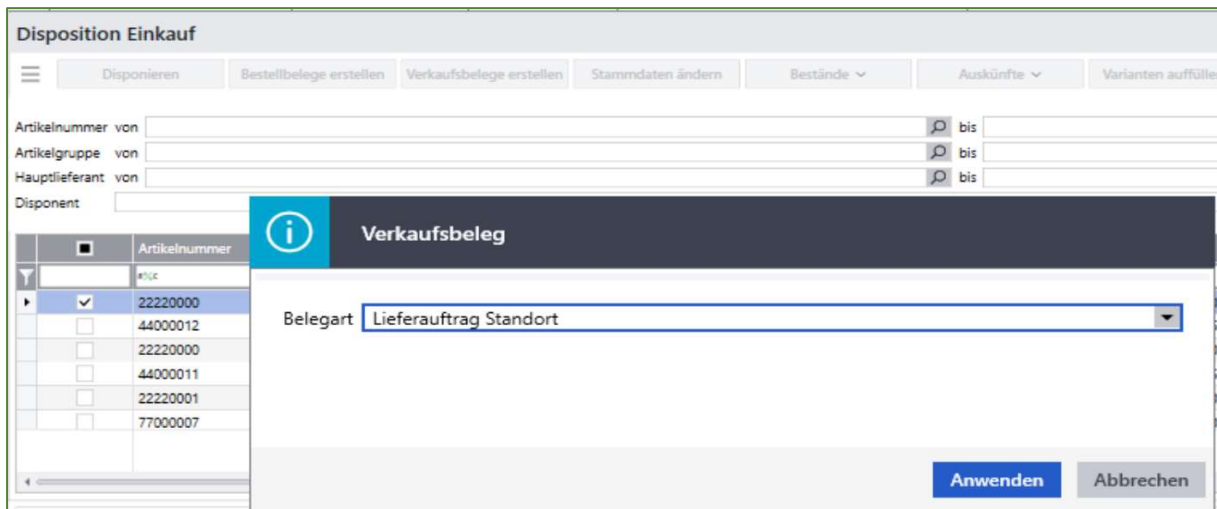 Disposition Einkauf
Disponieren Bestellbelege erstellen Verkaufsbelege erstellen Stammdaten ändern Bestände Auskünfte Varianten auffülle
Artikelnummer von bis
Artikelgruppe von bis
Hauptlieferant von bis
Disponent
Verkaufsbeleg
Artikelnummer
22220000
Belegart Lieferauftrag Standort
44000012
22220000
44000011
22220001
77000007
Anwenden Abbrechen